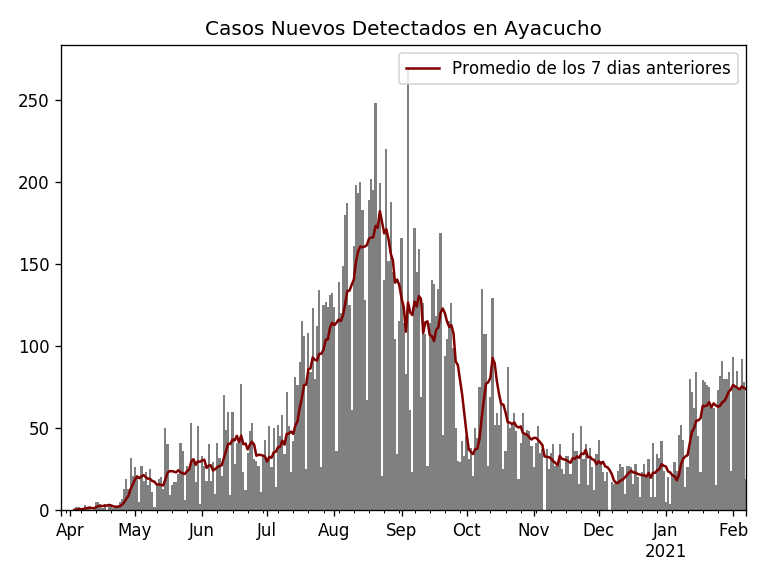 Casos Nuevos Detectados en Ayacucho
Promedio de los 7 dias anteriores
250
200
150
100
50
0
Apr May Jun Jul Aug Sep Oct Nov Dec Jan Feb
2021